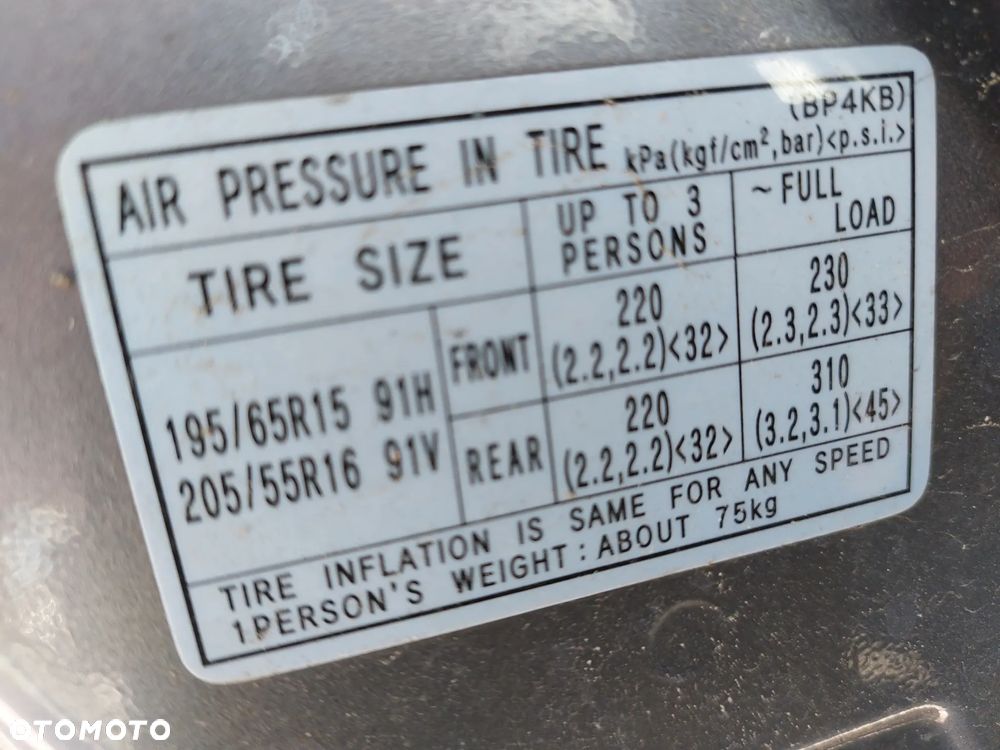 (BP4KB)
AIR PRESSURE IN TIRE kPa(kgf/cm²,bar)<p.s.i.>
TIRE SIZE
UP TO 3
PERSONS
~FULL
LOAD
195/65R15 91H
205/55R16 91V
FRONT
220
(2.2,2.2)<32>
230
(2.3,2.3)<33>
REAR
220
(2.2,2.2)<32>
310
(3.2,3.1)<45>
TIRE INFLATION IS SAME FOR ANY SPEED
1PERSON'S WEIGHT:ABOUT 75kg
OTOMOTO